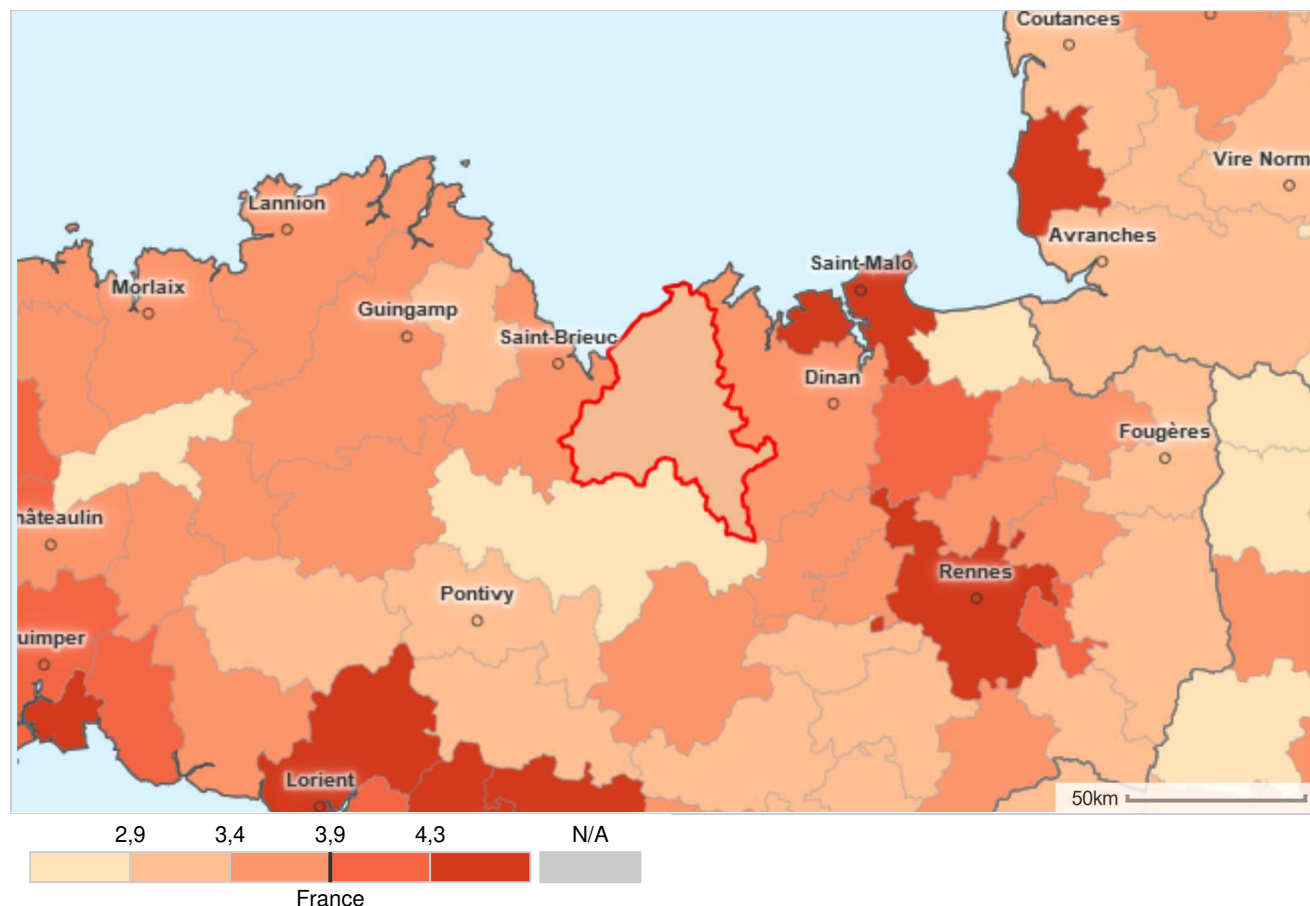 Coutances
Vire Norm
Lannion
Avranches
Saint-Malo
Morlaix
Guingamp
Saint-Brieuc
Dinan
Fougères
hâteaulin
Rennes
Pontivy
uimper
Lorient
50km
2,9 3,4 3,9 4,3 N/A
France